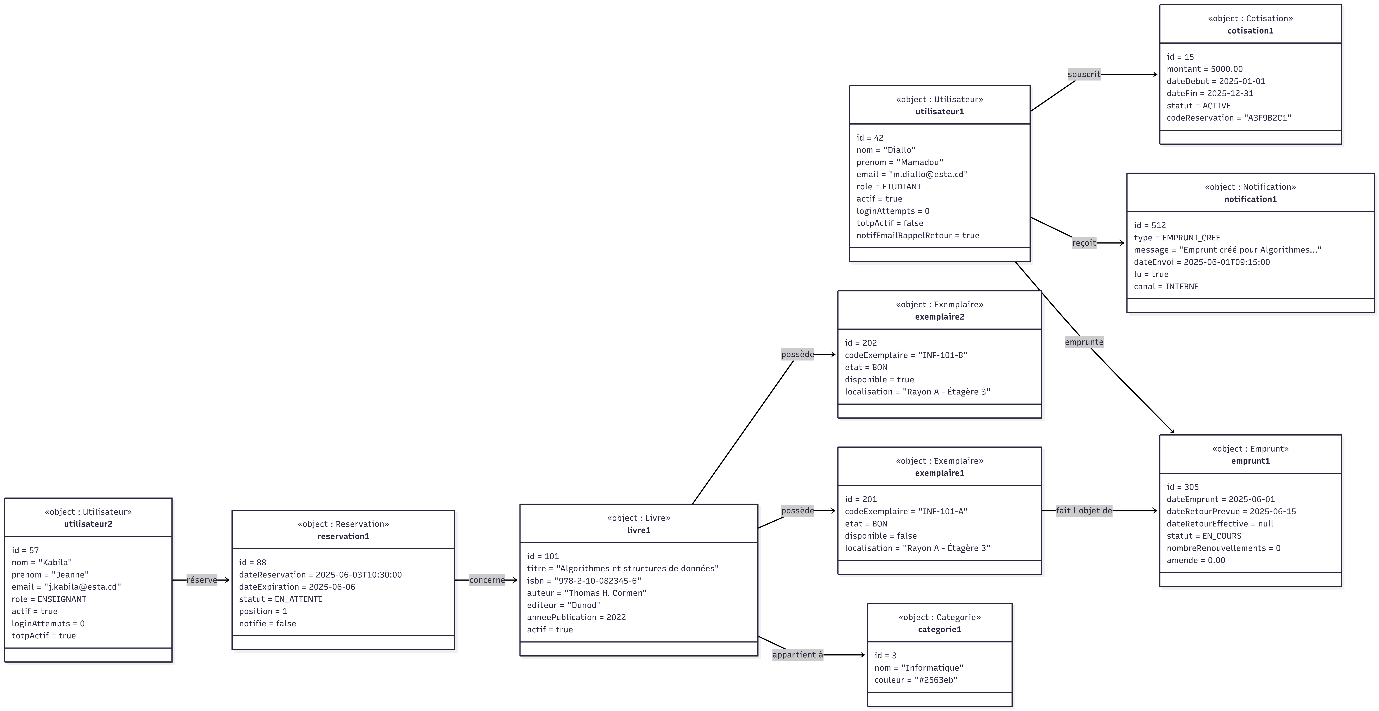 «object : Cotisation»
cotisation1
id = 15
montant = 5000.00
dateDebut = 2025-01-01
dateFin = 2025-12-31
statut = ACTIVE
codeReservation = "A3F9B2C1"
souscrit
«object : Utilisateur»
utilisateur1
id = 42
nom = "Diallo"
prenom = "Mamadou"
email = "m.diallo@esta.cd"
role = ETUDIANT
actif = true
loginAttempts = 0
totpActif = false
notifEmailRappelRetour = true
«object : Notification»
notification1
id = 512
type = EMPRUNT_CREE
message = "Emprunt créé pour Algorithmes..."
dateEnvoi = 2025-06-01T09:15:00
lu = true
canal = INTERNE
reçoit
«object : Exemplaire»
exemplaire2
id = 202
codeExemplaire = "INF-101-B"
etat = BON
disponible = true
localisation = "Rayon A - Étagère 3"
possède
emprunte
«object : Exemplaire»
exemplaire1
id = 201
codeExemplaire = "INF-101-A"
etat = BON
disponible = false
localisation = "Rayon A - Étagère 3"
possède
fait l objet de
«object : Emprunt»
emprunt1
id = 305
dateEmprunt = 2025-06-01
dateRetourPrevue = 2025-06-15
dateRetourEffective = null
statut = EN_COURS
nombreRenouvellements = 0
amende = 0.00
«object : Utilisateur»
utilisateur2
id = 57
nom = "Kabila"
prenom = "Jeanne"
email = "j.kabila@esta.cd"
role = ENSEIGNANT
actif = true
loginAttempts = 0
totpActif = true
réserve
«object : Reservation»
reservation1
id = 88
dateReservation = 2025-06-03T10:30:00
dateExpiration = 2025-06-06
statut = EN_ATTENTE
position = 1
notifie = false
concerne
«object : Livre»
livre1
id = 101
titre = "Algorithmes et structures de données"
isbn = "978-2-10-082345-6"
auteur = "Thomas H. Cormen"
editeur = "Dunod"
anneePublication = 2022
actif = true
appartient à
«object : Categorie»
categorie1
id = 3
nom = "Informatique"
couleur = "#2563eb"